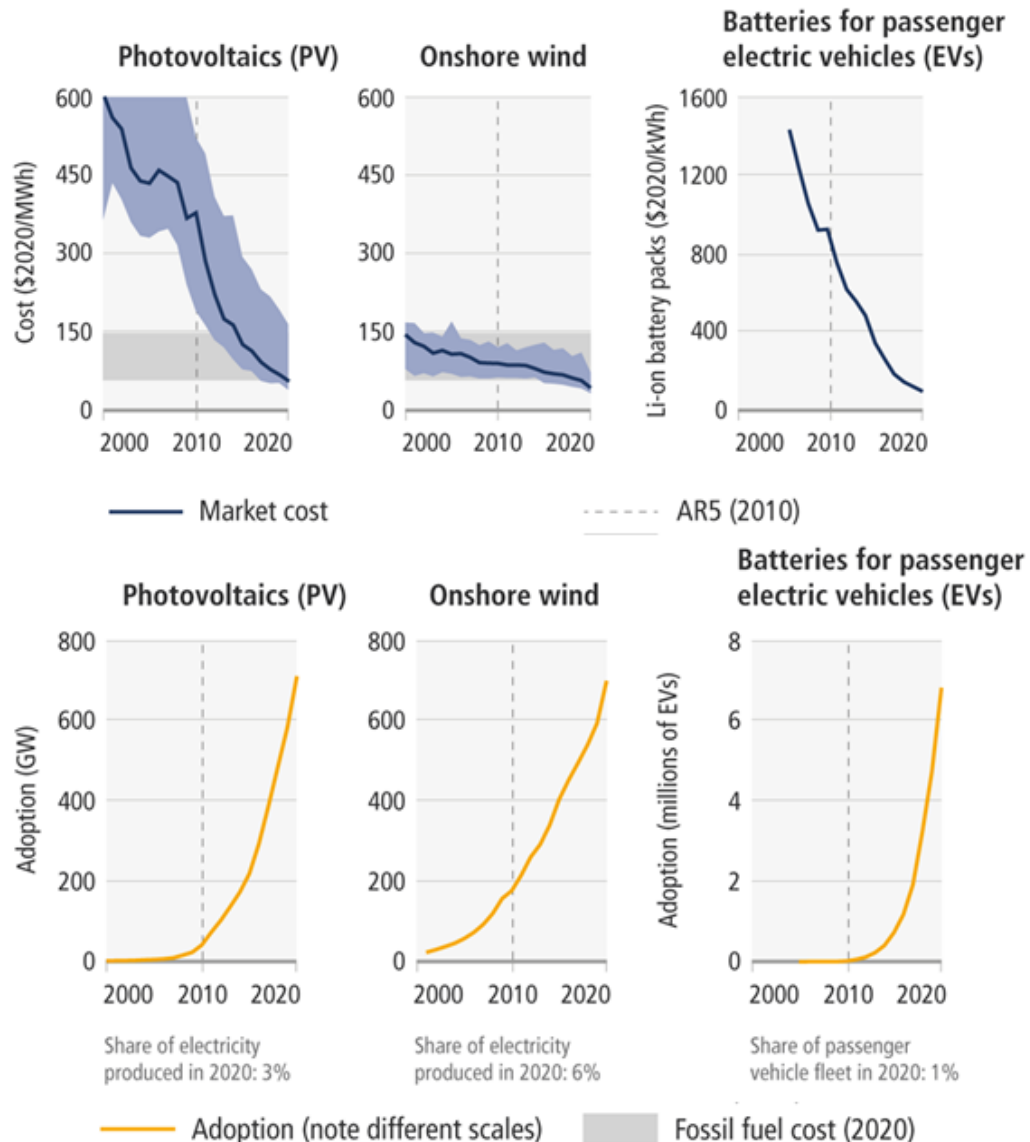 Photovoltaics (PV)
Onshore wind
Batteries for passenger
electric vehicles (EVs)
Cost ($2020/MWh)
600
450
300
150
0
2000 2010 2020
600
450
300
150
0
2000 2010 2020
Li-on battery packs ($2020/kWh)
1600
1200
800
400
0
2000 2010 2020
Market cost
AR5 (2010)
Photovoltaics (PV)
Onshore wind
Batteries for passenger
electric vehicles (EVs)
Adoption (GW)
800
600
400
200
0
2000 2010 2020
800
600
400
200
0
2000 2010 2020
Adoption (millions of EVs)
8
6
4
2
0
2000 2010 2020
Share of electricity
produced in 2020: 3%
Share of electricity
produced in 2020: 6%
Share of passenger
vehicle fleet in 2020: 1%
Adoption (note different scales)
Fossil fuel cost (2020)